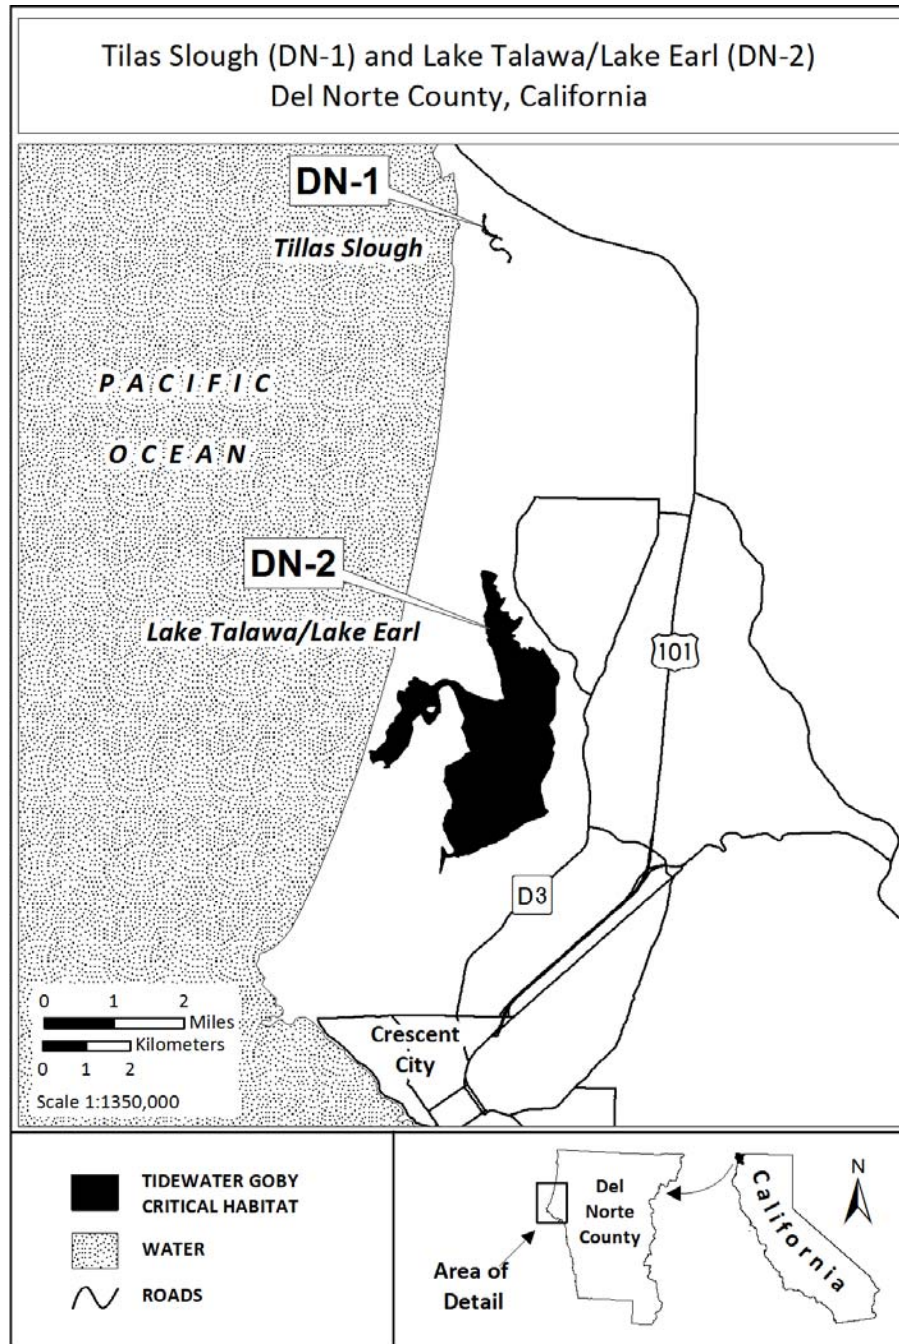 Tilas Slough (DN-1) and Lake Talawa/Lake Earl (DN-2)
Del Norte County, California
DN-1
Tillas Slough
PACIFIC
OCEAN
DN-2
Lake Talawa/Lake Earl
101
D3
0 1 2
Miles
Kilometers
0 1 2
Scale 1:1350,000
Crescent
City
TIDEWATER GOBY
CRITICAL HABITAT
WATER
ROADS
Del
Norte
County
California
N
Area of
Detail